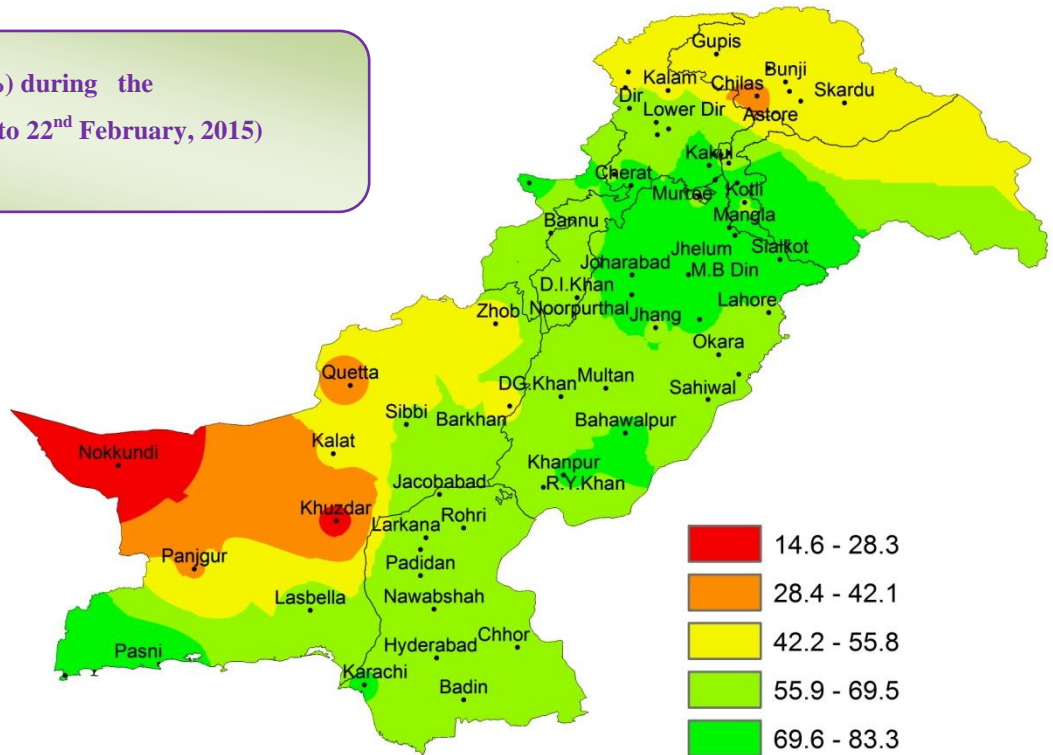 %) during the
to 22nd February, 2015)
Gupis
Bunji
Kalam
Chilas
Skardu
Dir
Lower Dir
Astore
Kakul
Cherat
Murree
Kotli
Mangla
Bannu
Jhelum
Sialkot
Joharabad
M.B Din
D.I.Khan
Lahore
Zhob
Noorpurthal
Jhang
Okara
Quetta
DG.Khan
Multan
Sahiwal
Sibbi
Barkhan
Bahawalpur
Kalat
Nokkundi
Khanpur
Jacobabad
R.Y.Khan
Khuzdar
Larkana
Rohri
14.6 - 28.3
Panjgur
Padidan
28.4 - 42.1
Lasbella
Nawabshah
Chhor
42.2 - 55.8
Pasni
Hyderabad
Karachi
Badin
55.9 - 69.5
69.6 - 83.3